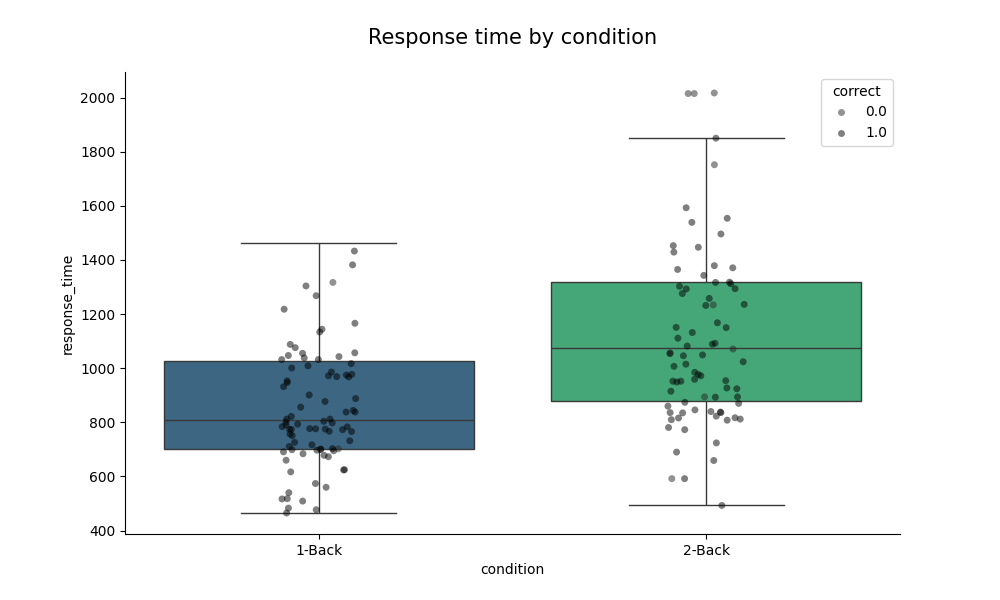 Response time by condition
correct
0.0
1.0
2000
1800
1600
1400
1200
1000
800
600
400
response_time
1-Back
2-Back
condition